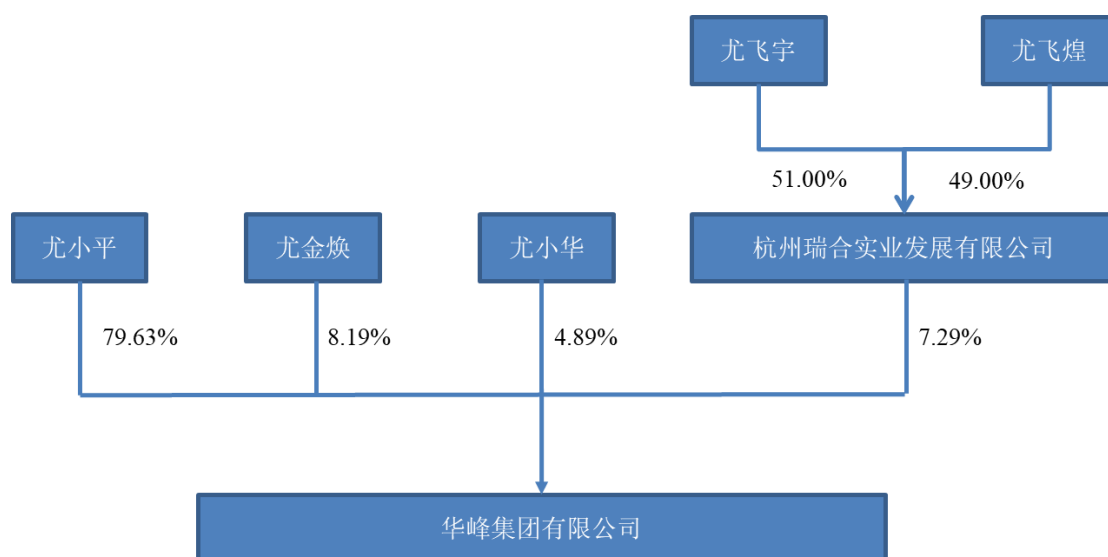 尤飞宇
尤飞煌
51.00%
49.00%
尤小平
尤金焕
尤小华
杭州瑞合实业发展有限公司
79.63%
8.19%
4.89%
7.29%
华峰集团有限公司